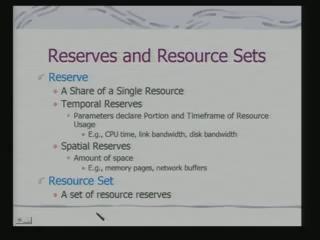 Reserves and Resource Sets
Reserve
A Share of a Single Resource
Temporal Reserves
Parameters declare Portion and Timeframe of Resource
Usage
E.g., CPU time, link bandwidth, disk bandwidth
Spatial Reserves
Amount of space
E.g., memory pages, network buffers
Resource Set
A set of resource reserves